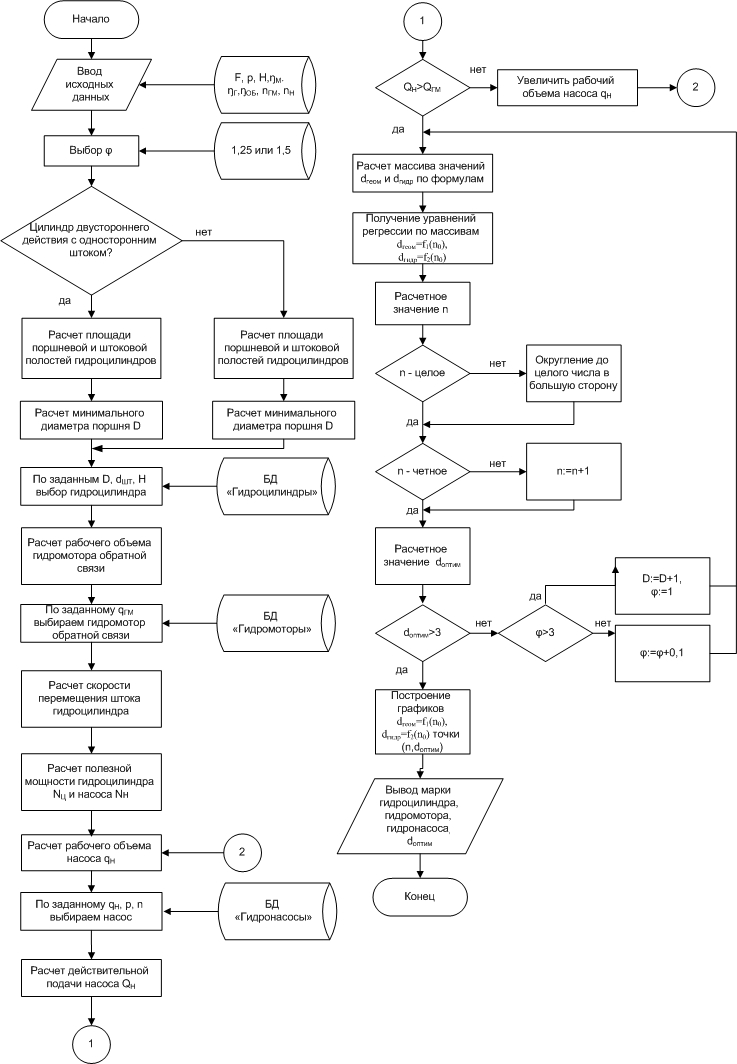 Начало
Ввод
исходных
данных
F, p, H,ηМ.
ηГ,ηОБ, nГМ, nН
Выбор φ
1,25 или 1,5
Цилиндр двустороннего
действия с односторонним
штоком?
нет
да
Расчет площади
поршневой и штоковой
полостей гидроцилиндров
Расчет площади
поршневой и штоковой
полостей гидроцилиндров
Расчет минимального
диаметра поршня D
Расчет минимального
диаметра поршня D
По заданным D, dШТ, H
выбор гидроцилиндра
БД
«Гидроцилиндры»
Расчет рабочего объема
гидромотора обратной
связи
По заданному qГМ
выбираем гидромотор
обратной связи
БД
«Гидромоторы»
Расчет скорости
перемещения штока
гидроцилиндра
Расчет полезной
мощности гидроцилиндра
NЦ и насоса Nн
Расчет рабочего объема
насоса qН
2
По заданному qН, p, n
выбираем насос
БД
«Гидронасосы»
Расчет действительной
подачи насоса QН
1
1
QН>QГМ
нет
Увеличить рабочий
объема насоса qН
2
да
Расчет массива значений
dгеом и dгидр по формулам
Получение уравнений
регрессии по массивам
dгеом=f1(n0),
dгидр=f2(n0)
Расчетное
значение n
n - целое
нет
Округление до
целого числа в
большую сторону
да
n - четное
нет
n:=n+1
да
Расчетное
значение dоптим
dоптим>3
нет
φ>3
да
D:=D+1,
φ:=1
нет
φ:=φ+0,1
да
Построение
графиков
dгеом=f1(n0),
dгидр=f2(n0) точки
(n,dоптим)
Вывод марки
гидроцилиндра,
гидромотора,
гидронасоса,
dоптим
Конец